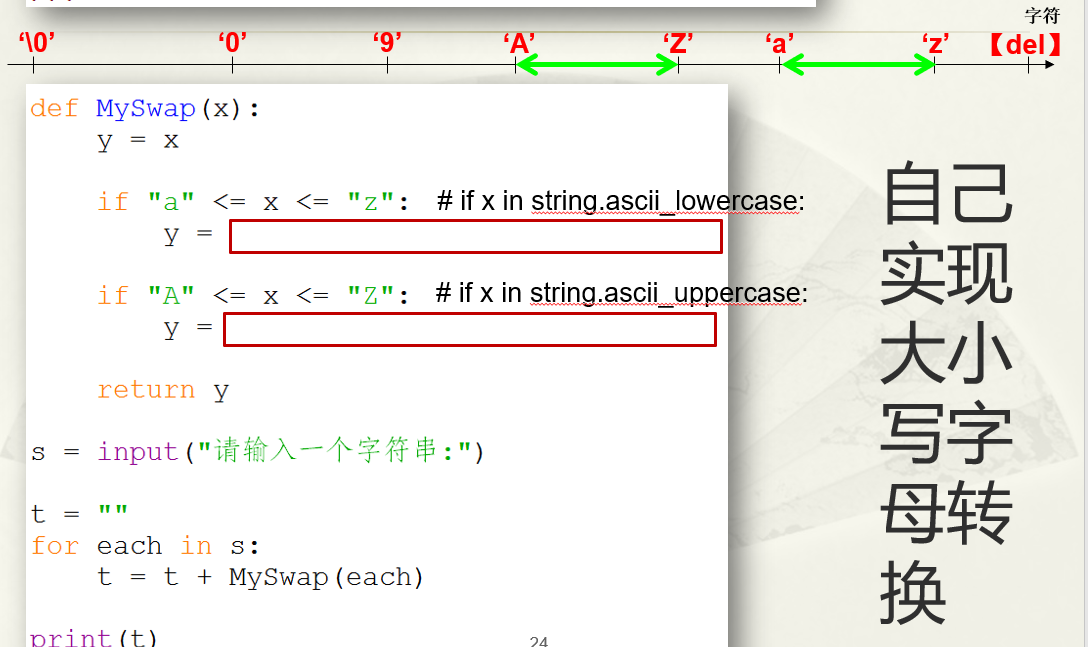 字符
‘\0’ ‘0’ ‘9’ ‘A’ ‘Z’ ‘a’ ‘z’ 【del】
def MySwap(x):
y = x
if "a" <= x <= "z": # if x in string.ascii_lowercase:
y =
if "A" <= x <= "Z": # if x in string.ascii_uppercase:
y =
return y
s = input("请输入一个字符串:")
t = ""
for each in s:
t = t + MySwap(each)
print(t)
自己
实现
大小
写字
母转
换
24